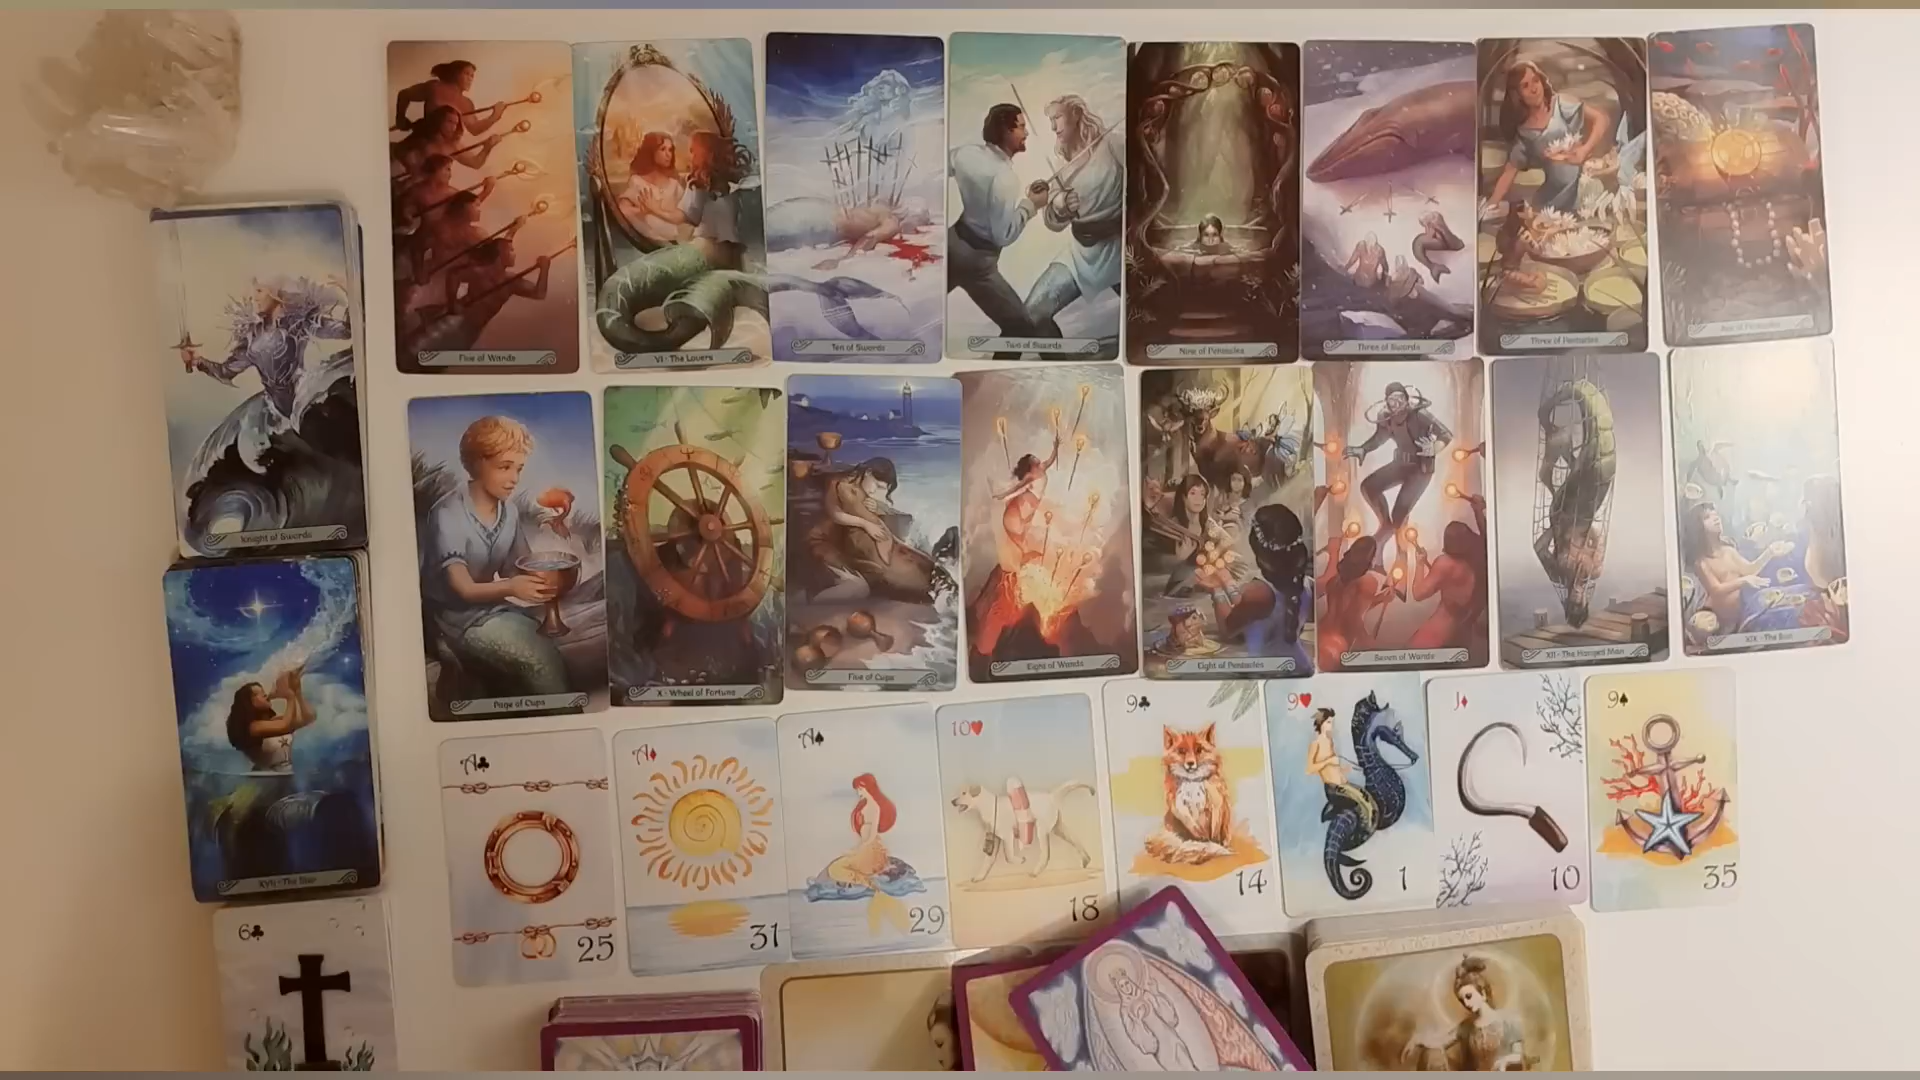 Five of Wands
VI - The Lovers
Ten of Swords
Two of Swords
Nine of Pentacles
Three of Swords
Three of Pentacles
Ace of Pentacles
Knight of Swords
Page of Cups
X - Wheel of Fortune
Five of Cups
Eight of Wands
Eight of Pentacles
Seven of Wands
XII - The Hanged Man
XIX - The Sun
XVII - The Star
A♣
25
A♦
31
A♠
29
10♥
18
9♣
14
9♥
1
J♦
10
9♠
35
6♣